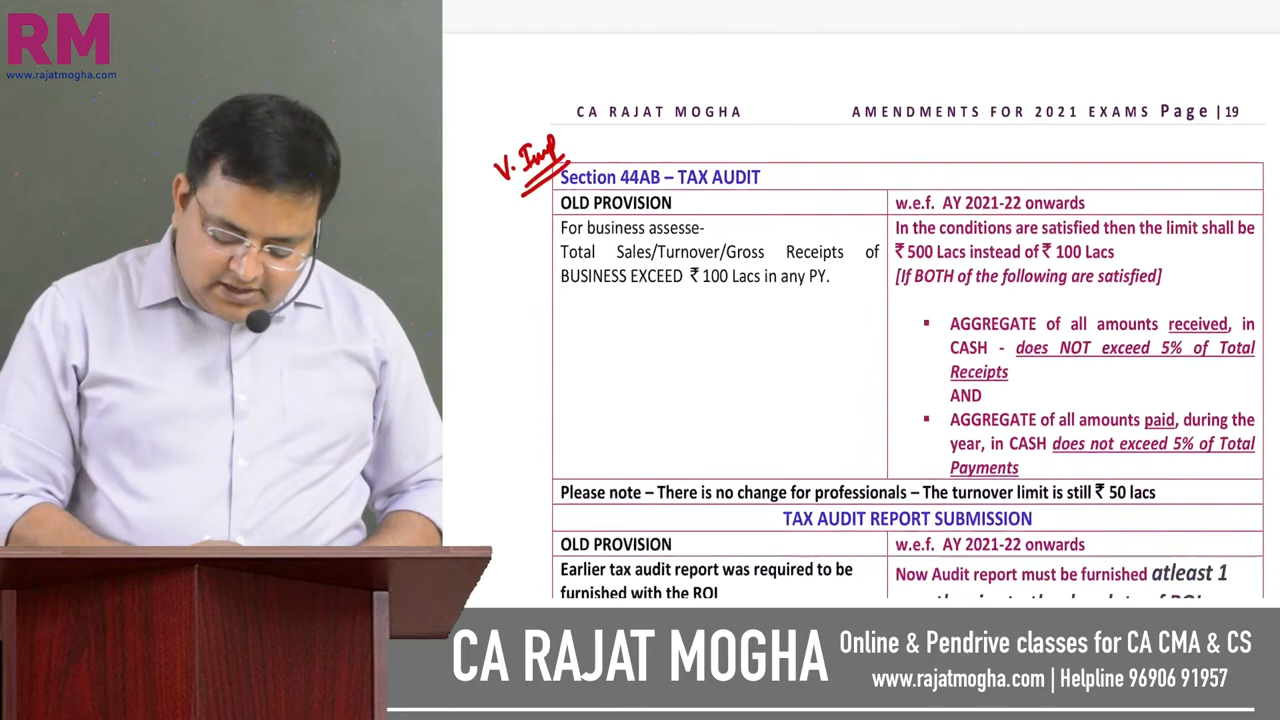 RM
www.rajatmogha.com
CA RAJAT MOGHA AMENDMENTS FOR 2021 EXAMS Page | 19
V. Imp
Section 44AB – TAX AUDIT
OLD PROVISION
w.e.f. AY 2021-22 onwards
For business assesse-
Total Sales/Turnover/Gross Receipts of
BUSINESS EXCEED ₹ 100 Lacs in any PY.
In the conditions are satisfied then the limit shall be
₹ 500 Lacs instead of ₹ 100 Lacs
[If BOTH of the following are satisfied]
▪ AGGREGATE of all amounts received, in
CASH - does NOT exceed 5% of Total
Receipts
AND
▪ AGGREGATE of all amounts paid, during the
year, in CASH does not exceed 5% of Total
Payments
Please note – There is no change for professionals – The turnover limit is still ₹ 50 lacs
TAX AUDIT REPORT SUBMISSION
OLD PROVISION
w.e.f. AY 2021-22 onwards
Earlier tax audit report was required to be
furnished with the ROI
Now Audit report must be furnished atleast 1
CA RAJAT MOGHA
Online & Pendrive classes for CA CMA & CS
www.rajatmogha.com | Helpline 96906 91957